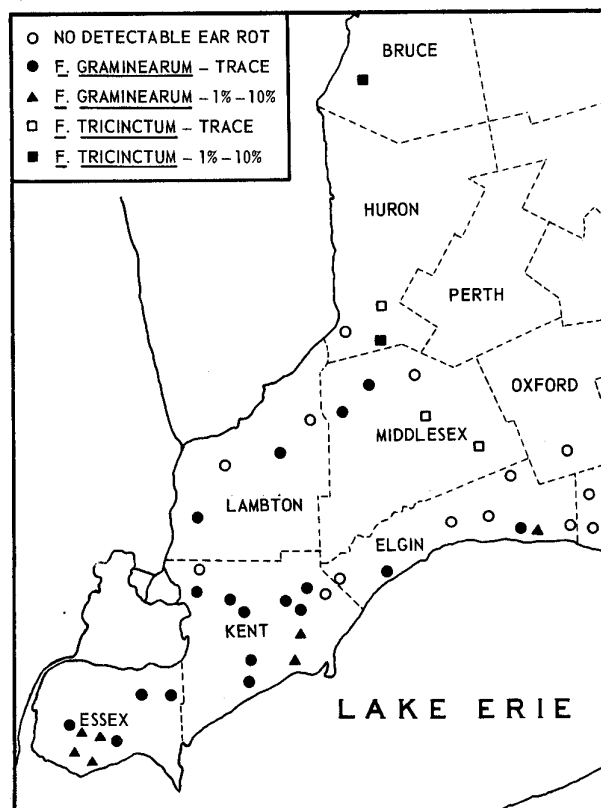 NO DETECTABLE EAR ROT
F. GRAMINEARUM – TRACE
F. GRAMINEARUM – 1% – 10%
F. TRICINCTUM – TRACE
F. TRICINCTUM – 1% – 10%
BRUCE
HURON
PERTH
OXFORD
MIDDLESEX
LAMBTON
ELGIN
KENT
ESSEX
LAKE ERIE